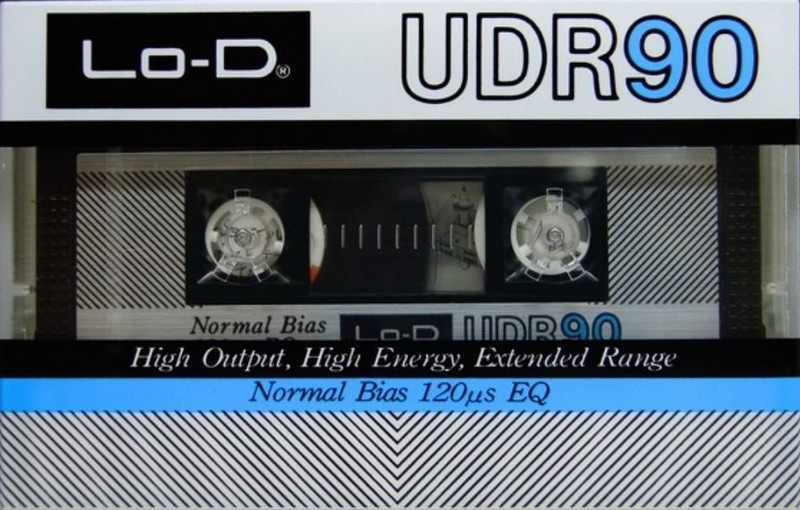 Lo-D®
UDR90
Normal Bias
Lo-D
UDR90
High Output, High Energy, Extended Range
Normal Bias 120μs EQ